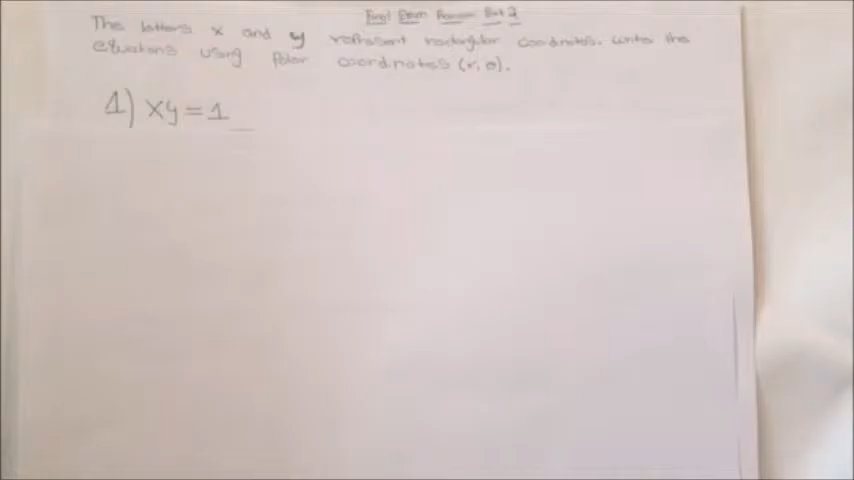 Final Exam Review Part 2
The letters x and y represent rectangular coordinates. Write the
equations using Polar coordinates (r, θ).
1) xy = 1